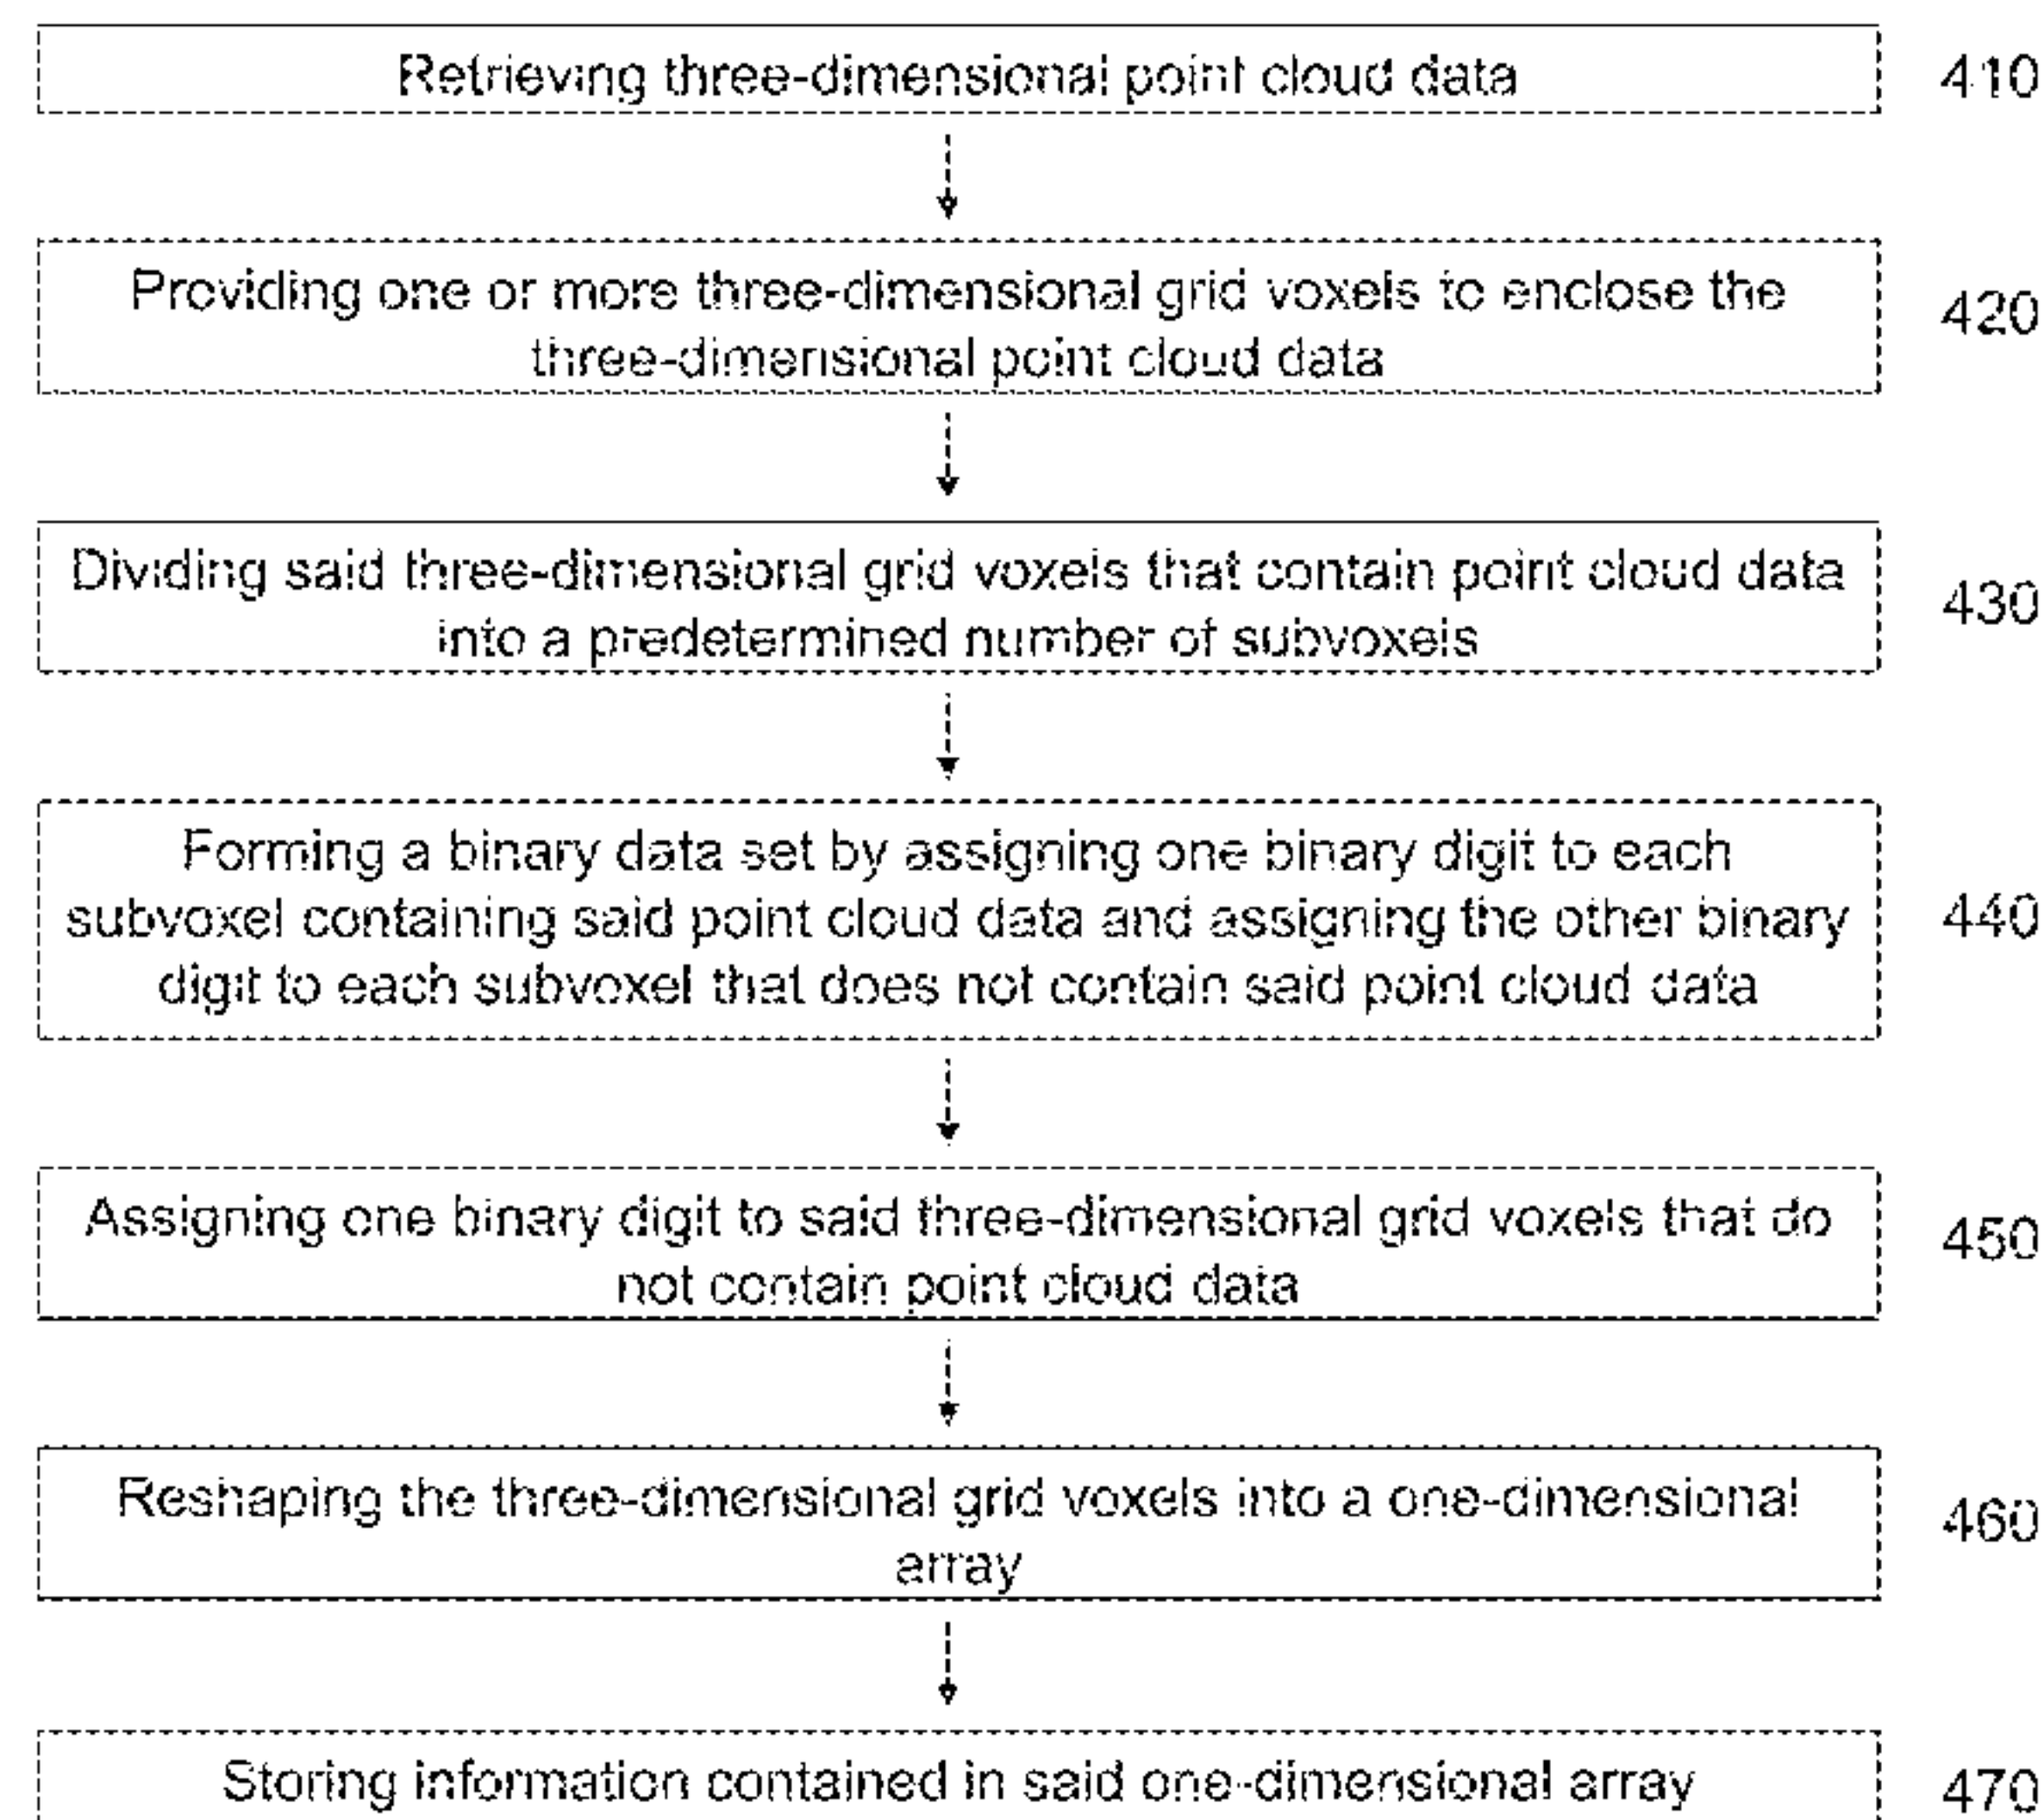 Retrieving three-dimensional point cloud data
410
Providing one or more three-dimensional grid voxels to enclose the
three-dimensional point cloud data
420
Dividing said three-dimensional grid voxels that contain point cloud data
into a predetermined number of subvoxels
430
Forming a binary data set by assigning one binary digit to each
subvoxel containing said point cloud data and assigning the other binary
digit to each subvoxel that does not contain said point cloud data
440
Assigning one binary digit to said three-dimensional grid voxels that do
not contain point cloud data
450
Reshaping the three-dimensional grid voxels into a one-dimensional
array
460
Storing information contained in said one-dimensional array
470